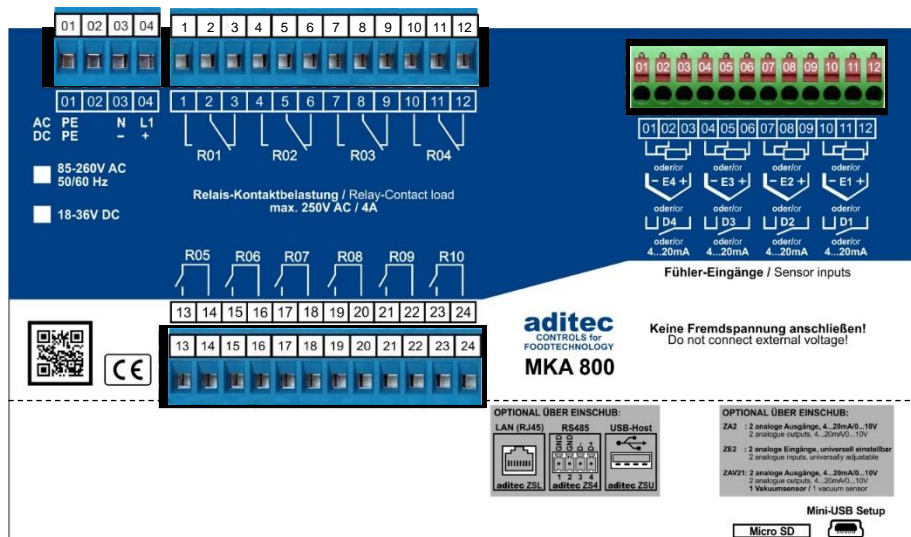 01 02 03 04
1 2 3 4 5 6 7 8 9 10 11 12
01 02 03 04
1 2 3 4 5 6 7 8 9 10 11 12
AC PE N L1
DC PE – +
R01 R02 R03 R04
85-260V AC
50/60 Hz
18-36V DC
Relais-Kontaktbelastung / Relay-Contact load
max. 250V AC / 4A
01 02 03 04 05 06 07 08 09 10 11 12
01 02 03 04 05 06 07 08 09 10 11 12
oder/or oder/or oder/or oder/or
– E4 + – E3 + – E2 + – E1 +
oder/or oder/or oder/or oder/or
D4 D3 D2 D1
oder/or oder/or oder/or oder/or
4...20mA 4...20mA 4...20mA 4...20mA
Fühler-Eingänge / Sensor inputs
R05 R06 R07 R08 R09 R10
13 14 15 16 17 18 19 20 21 22 23 24
13 14 15 16 17 18 19 20 21 22 23 24
CE
aditec
CONTROLS for
FOODTECHNOLOGY
MKA 800
Keine Fremdspannung anschließen!
Do not connect external voltage!
OPTIONAL ÜBER EINSCHUB:
LAN (RJ45) RS485 USB-Host
GND GND D- D+
1 2 3 4
aditec ZSL aditec ZS4 aditec ZSU
OPTIONAL ÜBER EINSCHUB:
ZA2 : 2 analoge Ausgänge, 4...20mA/0...10V
2 analogue outputs, 4...20mA/0...10V
ZE2 : 2 analoge Eingänge, universell einstellbar
2 analogue inputs, universally adjustable
ZAV21: 2 analoge Ausgänge, 4...20mA/0...10V
2 analogue outputs, 4...20mA/0...10V
1 Vakuumsensor / 1 vacuum sensor
Mini-USB Setup
Micro SD